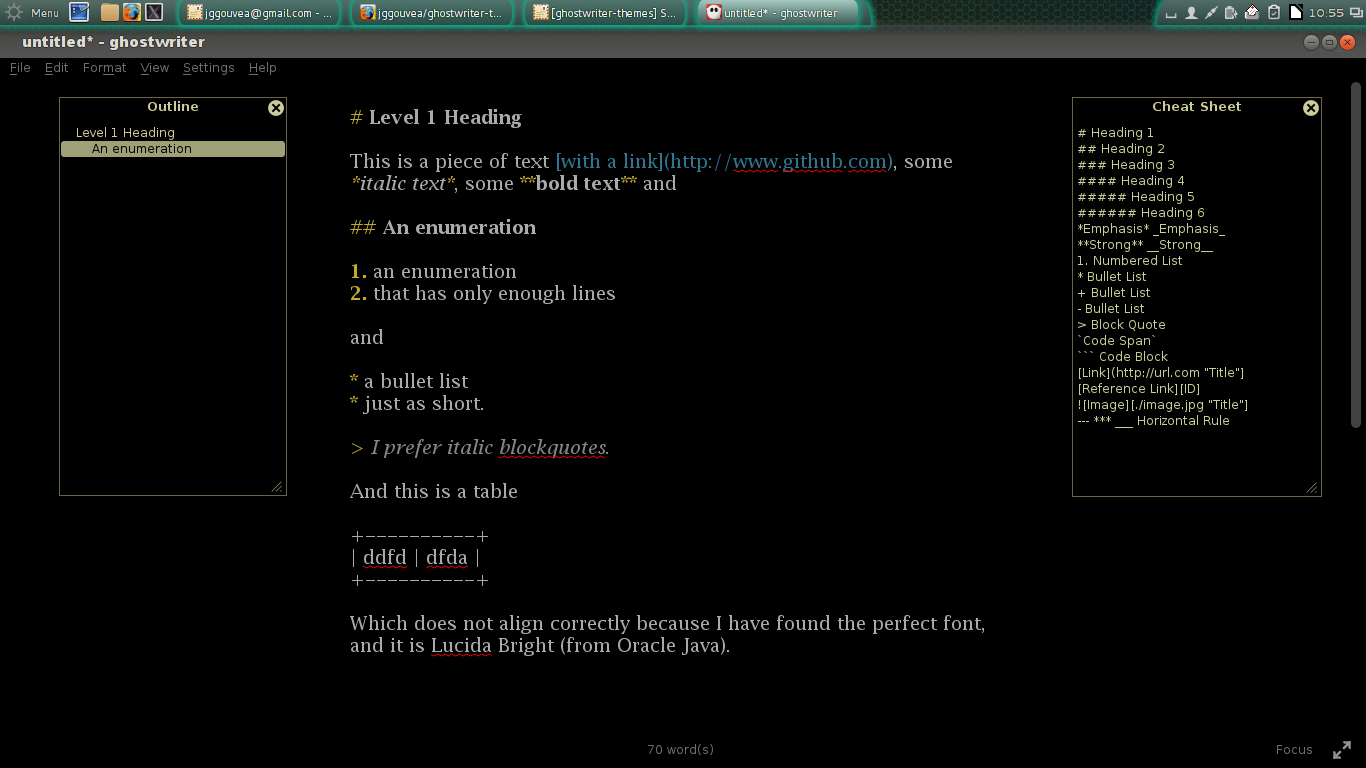 Menu
jggouvea@gmail.com - ...
jggouvea/ghostwriter-t...
[ghostwriter-themes] S...
untitled* - ghostwriter
10:55
untitled* - ghostwriter
File Edit Format View Settings Help
Outline
Level 1 Heading
An enumeration
# Level 1 Heading
This is a piece of text [with a link](http://www.github.com), some
*italic text*, some **bold text** and
## An enumeration
1. an enumeration
2. that has only enough lines
and
* a bullet list
* just as short.
> I prefer italic blockquotes.
And this is a table
+----------+
| ddfd | dfda |
+----------+
Which does not align correctly because I have found the perfect font,
and it is Lucida Bright (from Oracle Java).
Cheat Sheet
# Heading 1
## Heading 2
### Heading 3
#### Heading 4
##### Heading 5
###### Heading 6
*Emphasis* _Emphasis_
**Strong** __Strong__
1. Numbered List
* Bullet List
+ Bullet List
- Bullet List
> Block Quote
`Code Span`
``` Code Block
[Link](http://url.com "Title"]
[Reference Link][ID]
![Image][./image.jpg "Title"]
--- *** ___ Horizontal Rule
70 word(s)
Focus